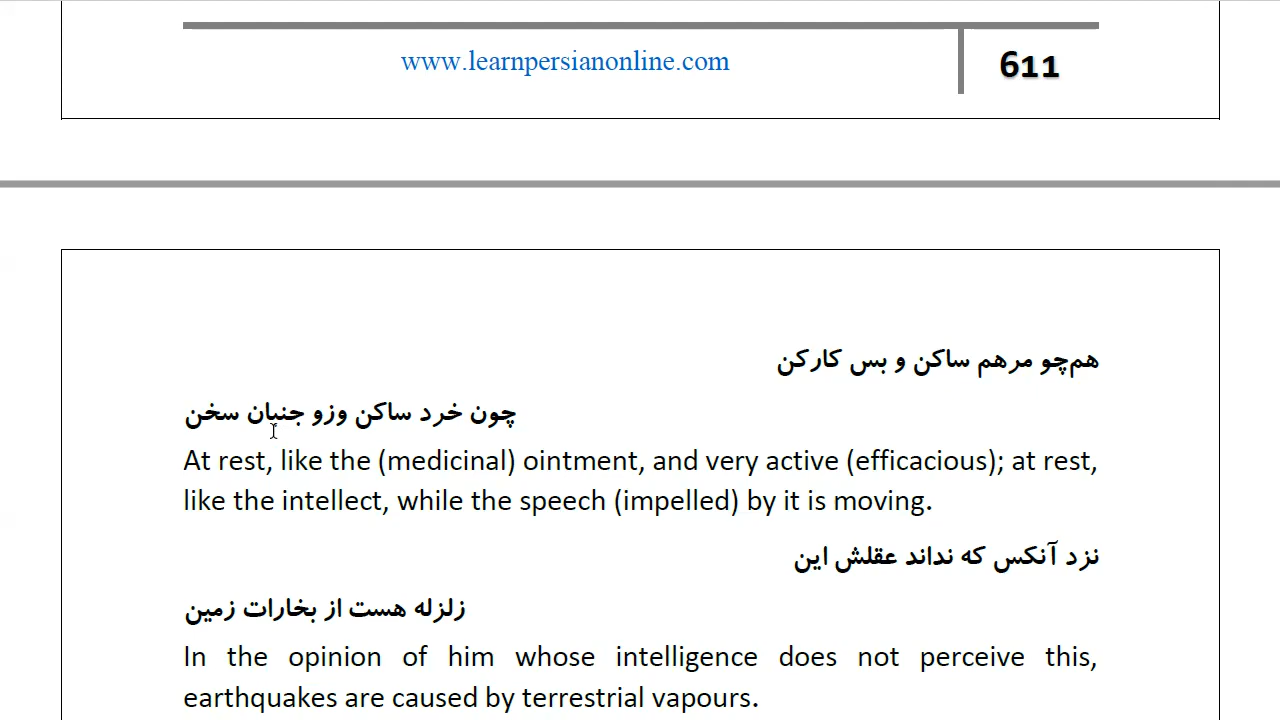 www.learnpersianonline.com
611
هم‌چو مرهم ساکن و بس کارکن
چون خرد ساکن وزو جنبان سخن
At rest, like the (medicinal) ointment, and very active (efficacious); at rest,
like the intellect, while the speech (impelled) by it is moving.
نزد آنکس که نداند عقلش این
زلزله هست از بخارات زمین
In the opinion of him whose intelligence does not perceive this,
earthquakes are caused by terrestrial vapours.